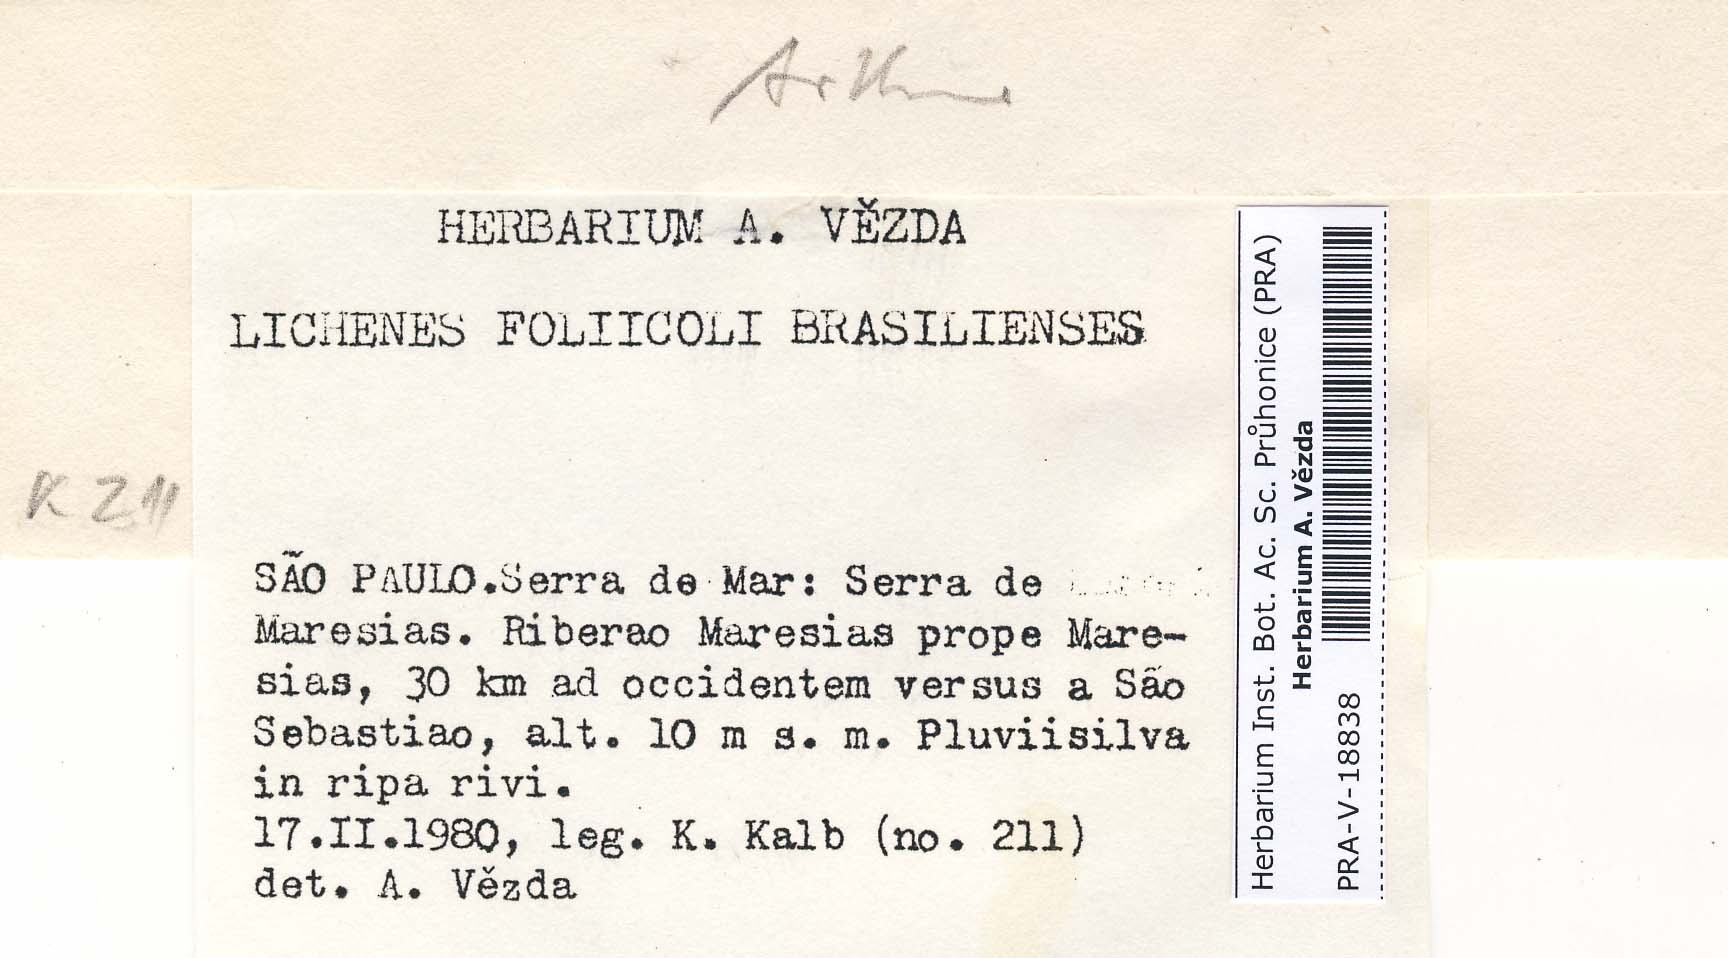 HERBARIUM A. VĚZDA
LICHENES FOLIICOLI BRASILIENSES
K 211
SÃO PAULO.Serra de Mar: Serra de
Maresias. Riberao Maresias prope Mare-
sias, 30 km ad occidentem versus a São
Sebastiao, alt. 10 m s. m. Pluviisilva
in ripa rivi.
17.II.1980, leg. K. Kalb (no. 211)
det. A. Vězda
Herbarium Inst. Bot. Ac. Sc. Průhonice (PRA)
Herbarium A. Vězda
PRA-V-18838